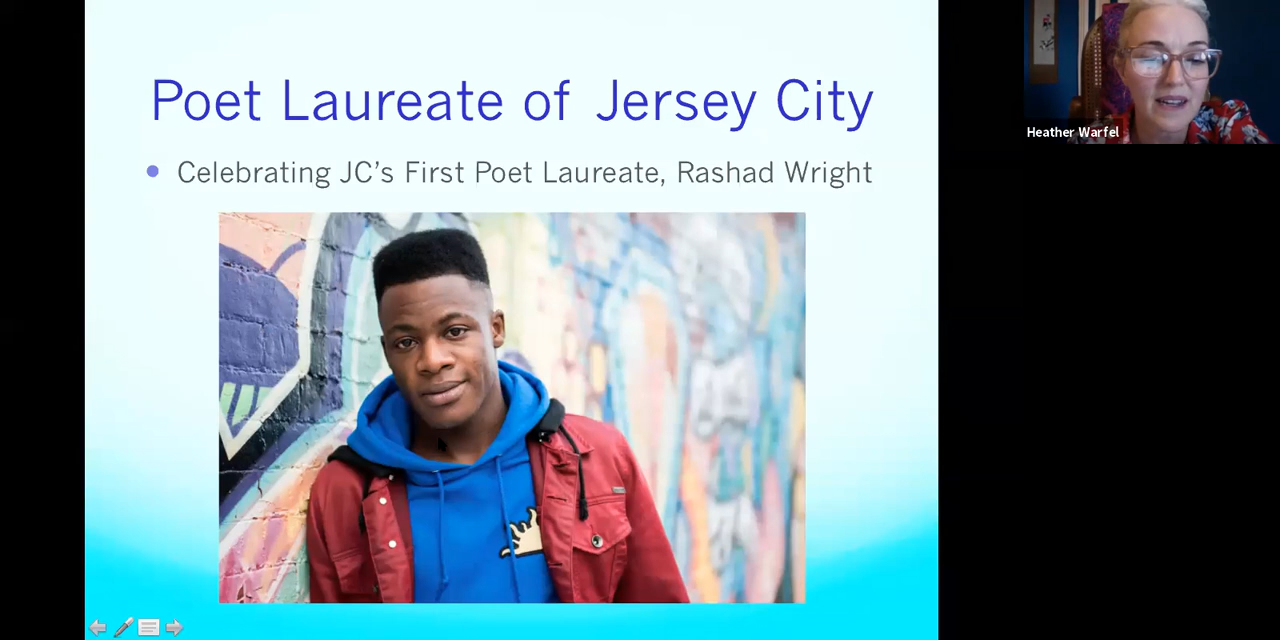 Poet Laureate of Jersey City
• Celebrating JC’s First Poet Laureate, Rashad Wright
Heather Warfel